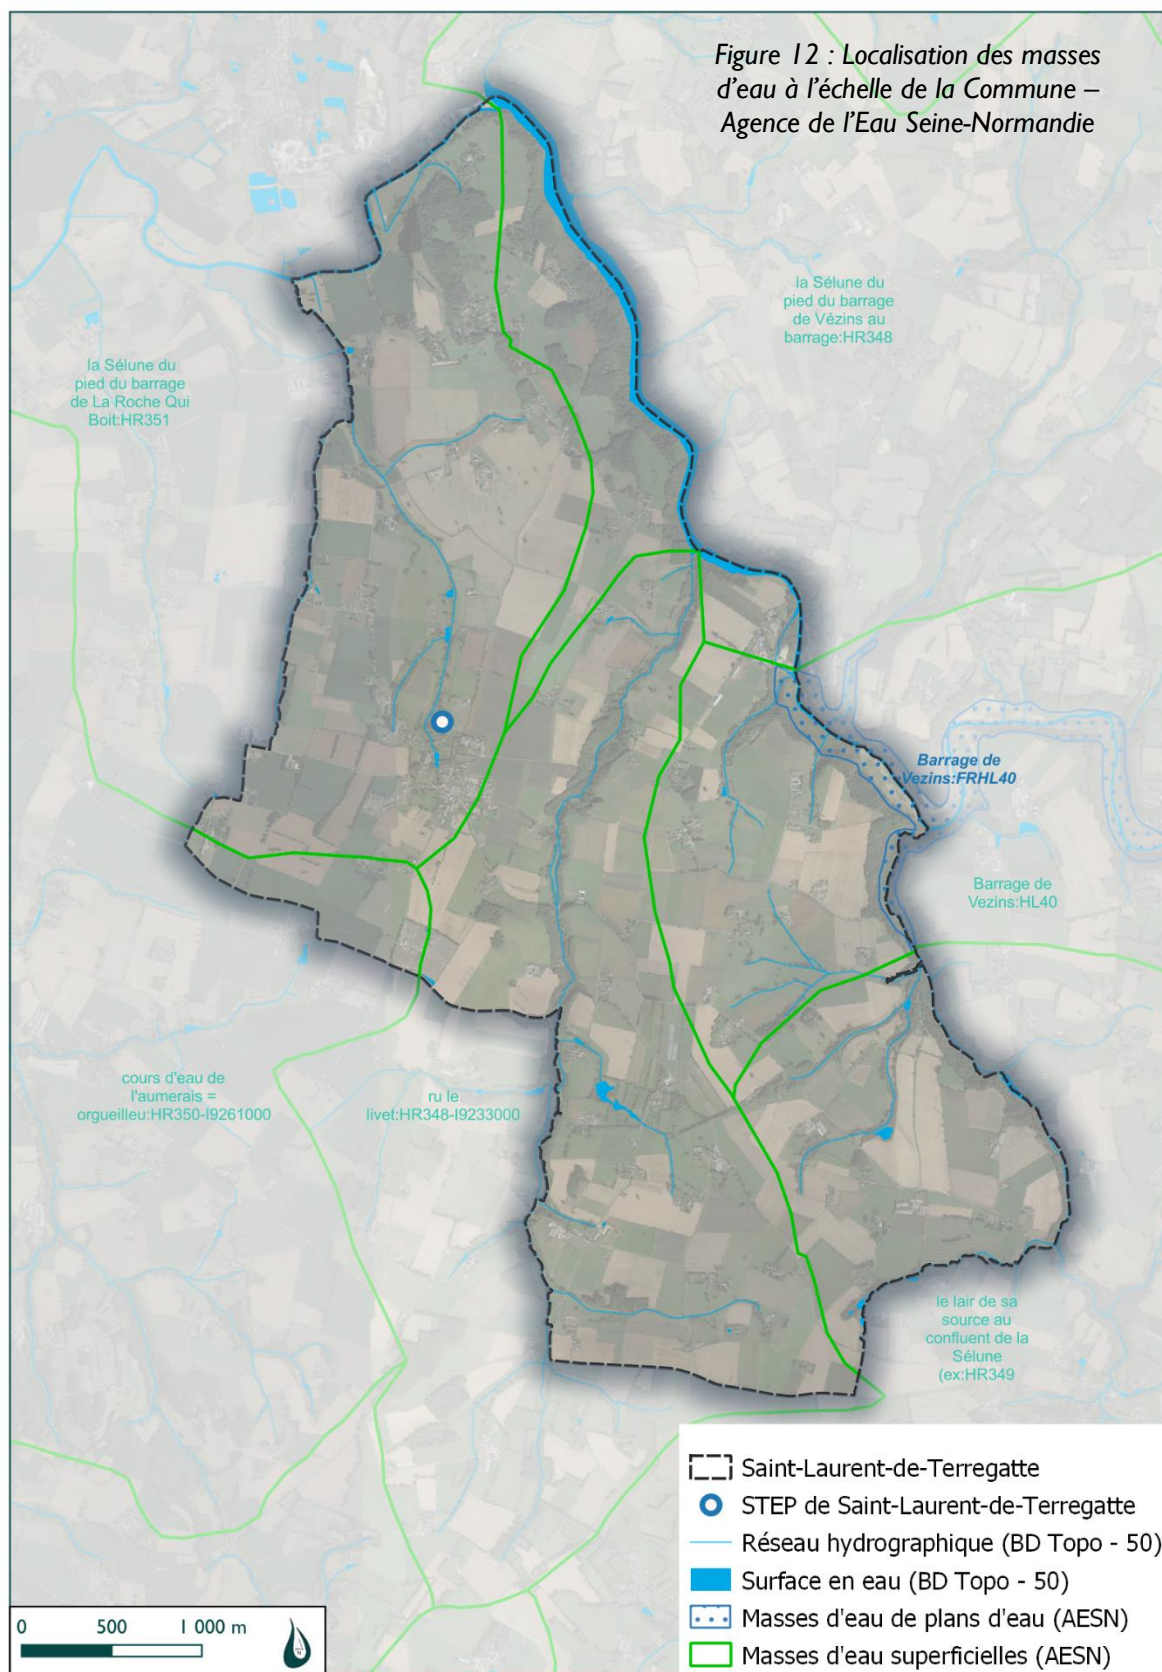 Figure 12 : Localisation des masses
d'eau à l'échelle de la Commune –
Agence de l'Eau Seine-Normandie
la Sélune du
pied du barrage
de Vézins au
barrage:HR348
la Sélune du
pied du barrage
de La Roche Qui
Boit:HR351
Barrage de
Vezins:FRHL40
Barrage de
Vezins:HL40
cours d'eau de
l'aumerais =
orgueilleu:HR350-I9261000
ru le
livet:HR348-I9233000
le lair de sa
source au
confluent de la
Sélune
(ex:HR349
Saint-Laurent-de-Terregatte
STEP de Saint-Laurent-de-Terregatte
Réseau hydrographique (BD Topo - 50)
Surface en eau (BD Topo - 50)
Masses d'eau de plans d'eau (AESN)
Masses d'eau superficielles (AESN)
0 500 1 000 m